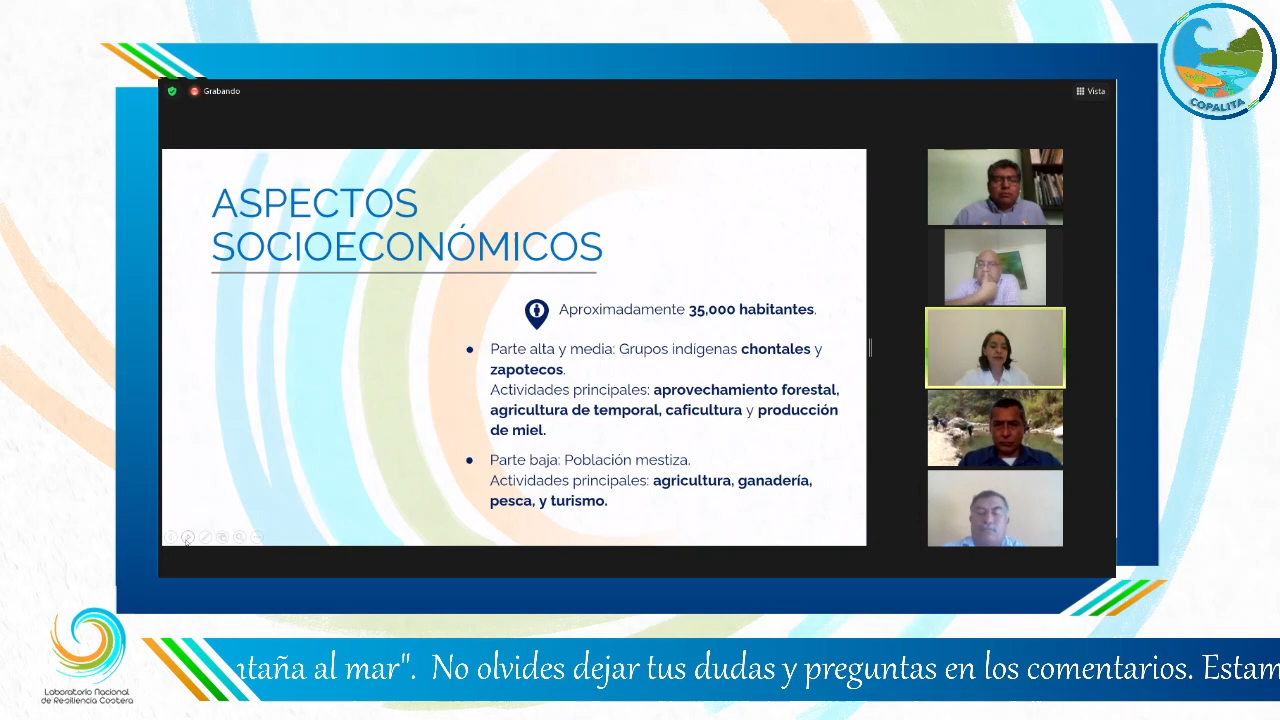 COPALITA
Grabando
Vista
ASPECTOS
SOCIOECONÓMICOS
Aproximadamente 35,000 habitantes.
● Parte alta y media: Grupos indígenas chontales y
zapotecos.
Actividades principales: aprovechamiento forestal,
agricultura de temporal, caficultura y producción
de miel.
● Parte baja: Población mestiza.
Actividades principales: agricultura, ganadería,
pesca, y turismo.
Laboratorio Nacional
de Resiliencia Costera
ntaña al mar". No olvides dejar tus dudas y preguntas en los comentarios. Estam